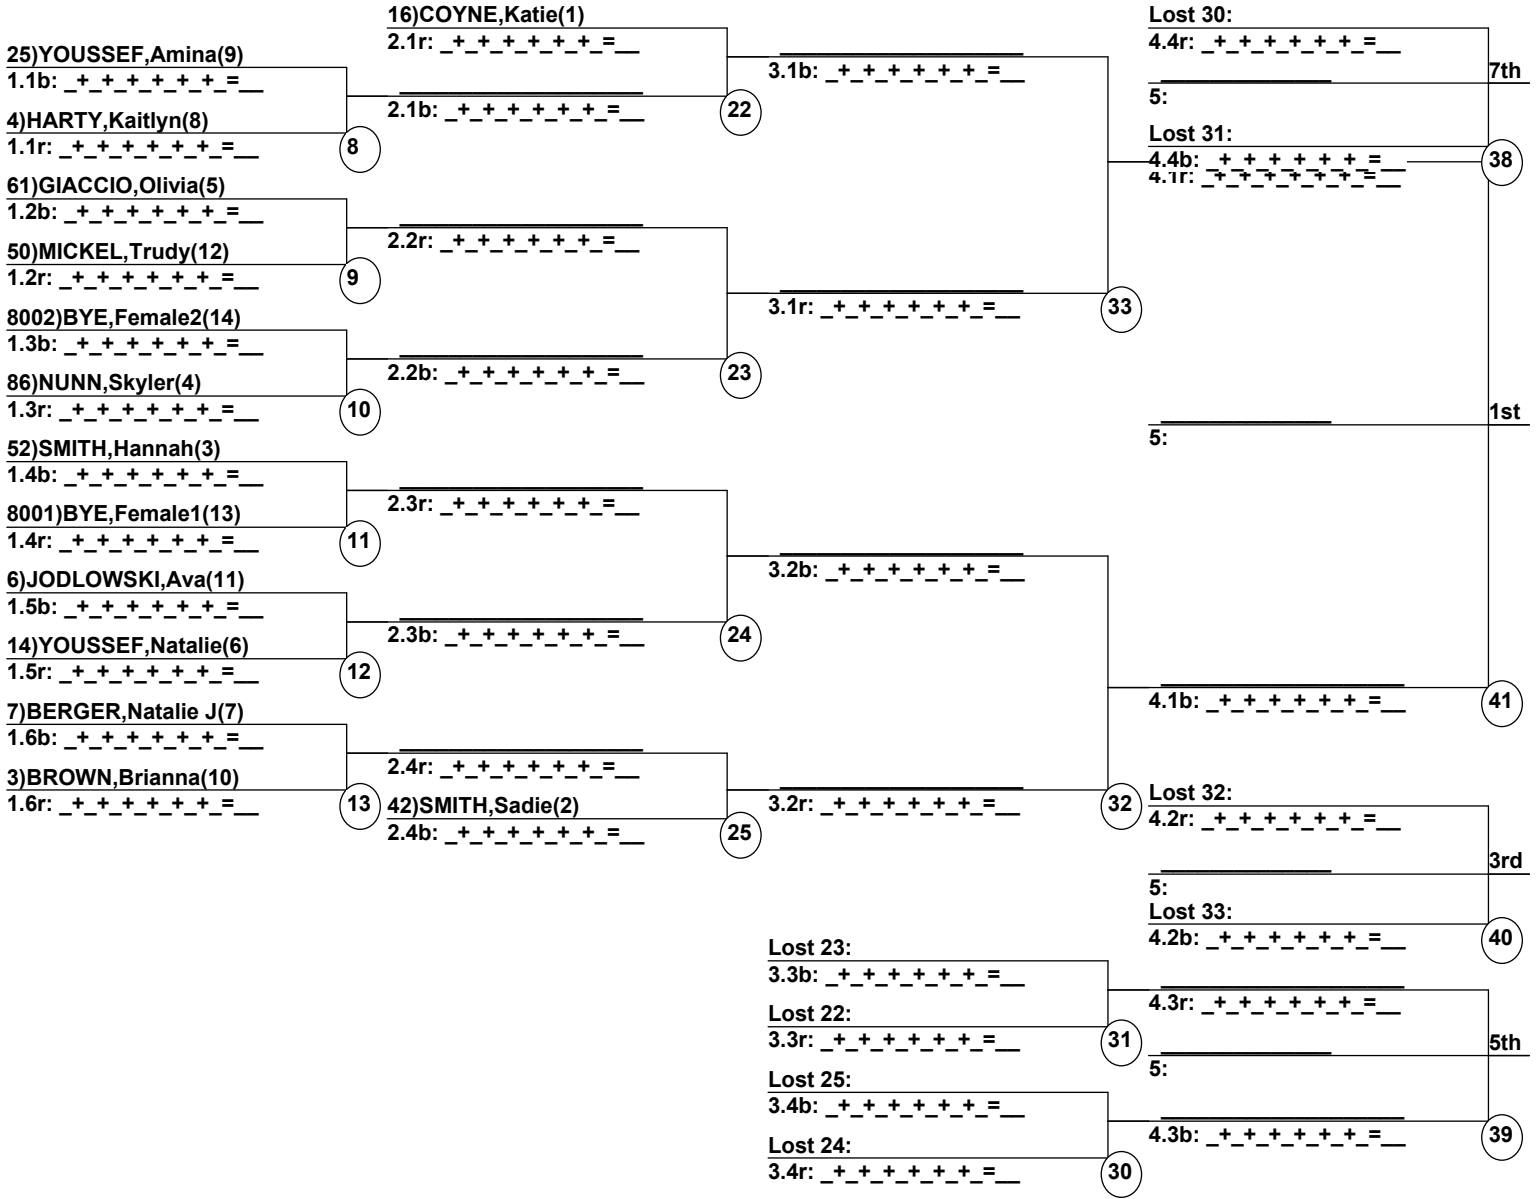 25)YOUSSEF,Amina(9)
1.1b: _+_+_+_+_+_+_=__
4)HARTY,Kaitlyn(8)
1.1r: _+_+_+_+_+_+_=__
8
61)GIACCIO,Olivia(5)
1.2b: _+_+_+_+_+_+_=__
50)MICKEL,Trudy(12)
1.2r: _+_+_+_+_+_+_=__
9
8002)BYE,Female2(14)
1.3b: _+_+_+_+_+_+_=__
86)NUNN,Skyler(4)
1.3r: _+_+_+_+_+_+_=__
10
52)SMITH,Hannah(3)
1.4b: _+_+_+_+_+_+_=__
8001)BYE,Female1(13)
1.4r: _+_+_+_+_+_+_=__
11
6)JODLOWSKI,Ava(11)
1.5b: _+_+_+_+_+_+_=__
14)YOUSSEF,Natalie(6)
1.5r: _+_+_+_+_+_+_=__
12
7)BERGER,Natalie J(7)
1.6b: _+_+_+_+_+_+_=__
3)BROWN,Brianna(10)
1.6r: _+_+_+_+_+_+_=__
13
16)COYNE,Katie(1)
2.1r: _+_+_+_+_+_+_=__
2.1b: _+_+_+_+_+_+_=__
22
2.2r: _+_+_+_+_+_+_=__
2.2b: _+_+_+_+_+_+_=__
23
2.3r: _+_+_+_+_+_+_=__
2.3b: _+_+_+_+_+_+_=__
24
2.4r: _+_+_+_+_+_+_=__
42)SMITH,Sadie(2)
2.4b: _+_+_+_+_+_+_=__
25
3.1b: _+_+_+_+_+_+_=__
3.1r: _+_+_+_+_+_+_=__
33
3.2b: _+_+_+_+_+_+_=__
3.2r: _+_+_+_+_+_+_=__
32
Lost 23:
3.3b: _+_+_+_+_+_+_=__
Lost 22:
3.3r: _+_+_+_+_+_+_=__
31
Lost 25:
3.4b: _+_+_+_+_+_+_=__
Lost 24:
3.4r: _+_+_+_+_+_+_=__
30
Lost 30:
4.4r: _+_+_+_+_+_+_=__
7th
5:
Lost 31:
4.4b: _+_+_+_+_+_+_=__
38
4.1r: _+_+_+_+_+_+_=__
1st
5:
4.1b: _+_+_+_+_+_+_=__
41
Lost 32:
4.2r: _+_+_+_+_+_+_=__
3rd
5:
Lost 33:
4.2b: _+_+_+_+_+_+_=__
40
4.3r: _+_+_+_+_+_+_=__
5th
5:
4.3b: _+_+_+_+_+_+_=__
39